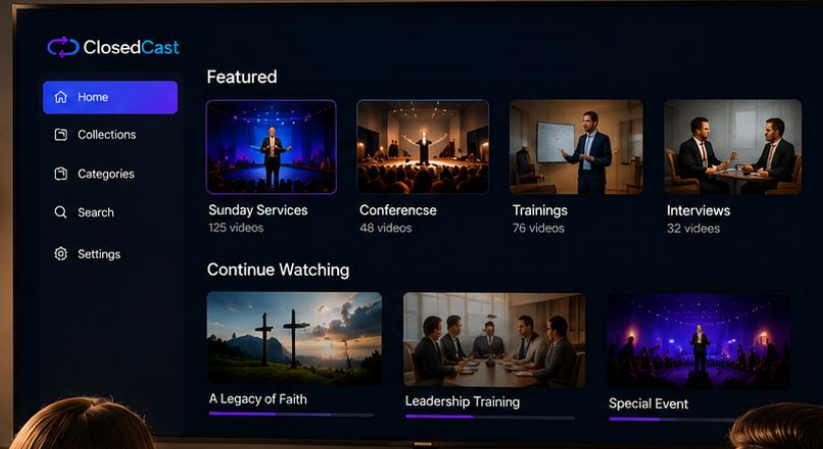 ClosedCast
Home
Collections
Categories
Search
Settings
Featured
Sunday Services
125 videos
Conferencse
48 videos
Trainings
76 videos
Interviews
32 videes
Continue Watching
A Legacy of Faith
Leadership Training
Special Event